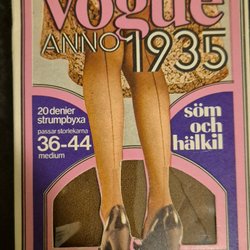 Vogue
ANNO 1935
20 denier
strumpbyxa
passar storlekarna
36-44
medium
söm
och
hälkil